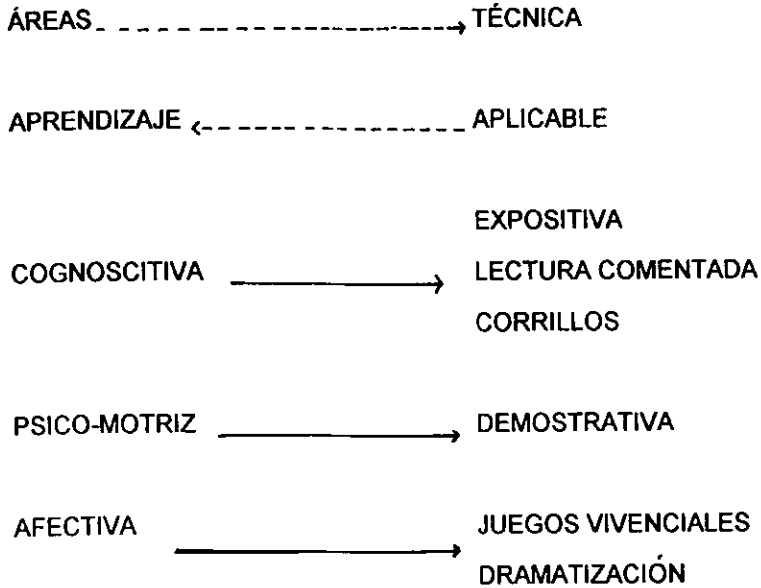 ÁREAS TÉCNICA
APRENDIZAJE APLICABLE
EXPOSITIVA
COGNOSCITIVA LECTURA COMENTADA
CORRILLOS
PSICO-MOTRIZ DEMOSTRATIVA
AFECTIVA JUEGOS VIVENCIALES
DRAMATIZACIÓN